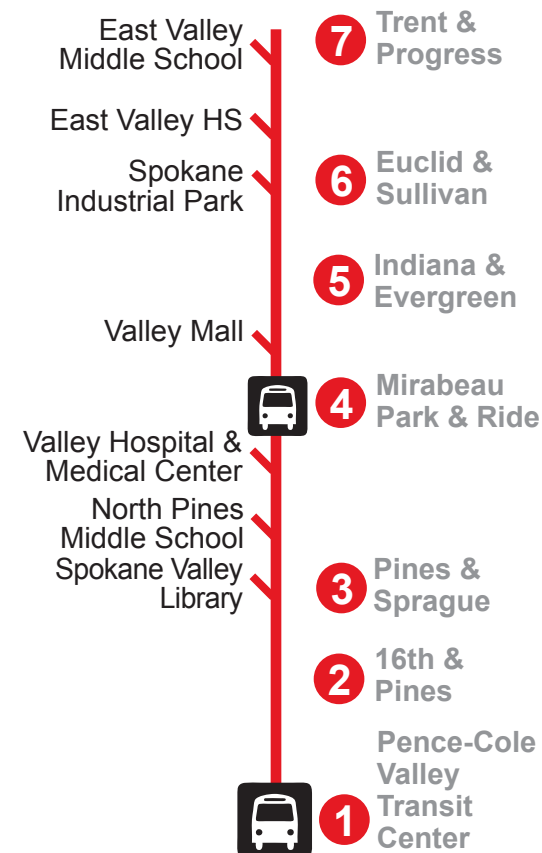 East Valley
Middle School
7
Trent &
Progress
East Valley HS
Spokane
Industrial Park
6
Euclid &
Sullivan
5
Indiana &
Evergreen
Valley Mall
4
Mirabeau
Park & Ride
Valley Hospital &
Medical Center
North Pines
Middle School
Spokane Valley
Library
3
Pines &
Sprague
2
16th &
Pines
1
Pence-Cole
Valley
Transit
Center